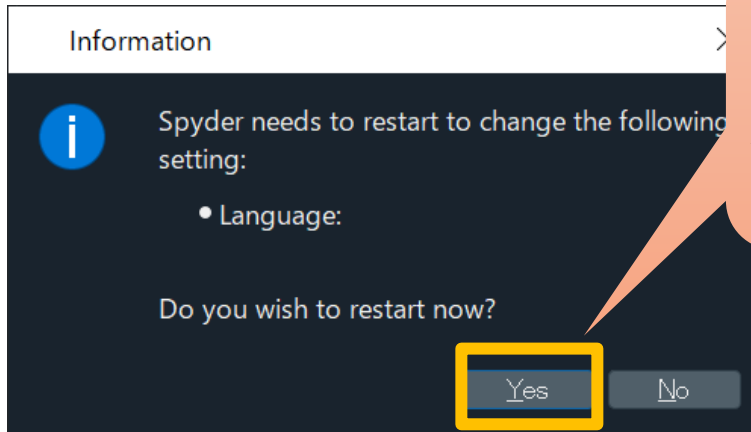 Information
Spyder needs to restart to change the following
setting:
• Language:
Do you wish to restart now?
Yes No